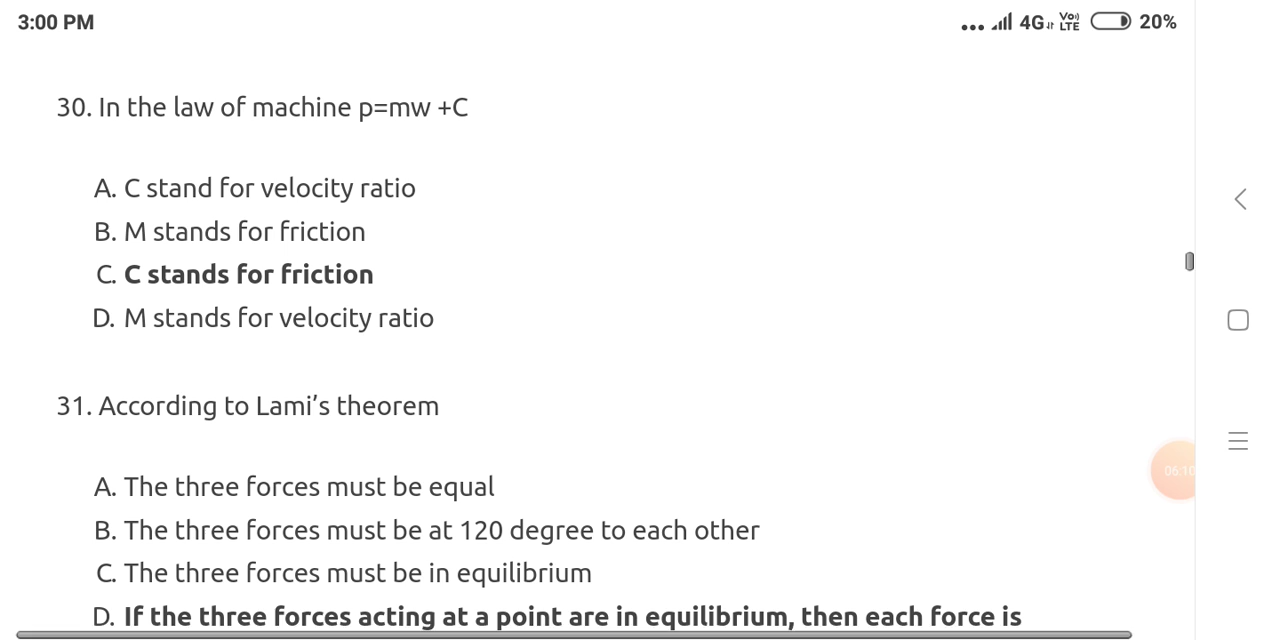 3:00 PM
4G Vo) LTE 20%
30. In the law of machine p=mw +C
A. C stand for velocity ratio
B. M stands for friction
C. C stands for friction
D. M stands for velocity ratio
31. According to Lami’s theorem
A. The three forces must be equal
B. The three forces must be at 120 degree to each other
C. The three forces must be in equilibrium
06:10
D. If the three forces acting at a point are in equilibrium, then each force is